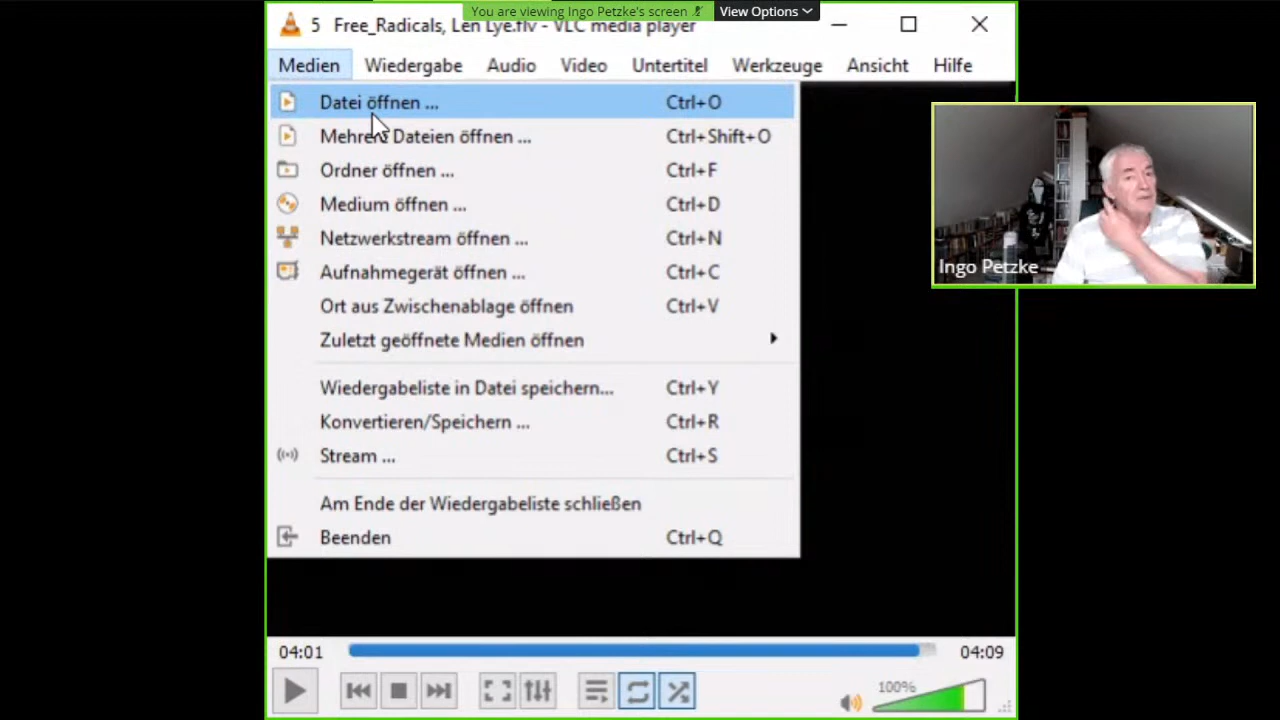 You are viewing Ingo Petzke's screen
View Options
5 Free_Radicals, Len Lye.flv - VLC media player
Medien Wiedergabe Audio Video Untertitel Werkzeuge Ansicht Hilfe
Datei öffnen ... Ctrl+O
Mehrere Dateien öffnen ... Ctrl+Shift+O
Ordner öffnen ... Ctrl+F
Medium öffnen ... Ctrl+D
Netzwerkstream öffnen ... Ctrl+N
Aufnahmegerät öffnen ... Ctrl+C
Ort aus Zwischenablage öffnen Ctrl+V
Zuletzt geöffnete Medien öffnen
Wiedergabeliste in Datei speichern... Ctrl+Y
Konvertieren/Speichern ... Ctrl+R
Stream ... Ctrl+S
Am Ende der Wiedergabeliste schließen
Beenden Ctrl+Q
Ingo Petzke
04:01 04:09
100%